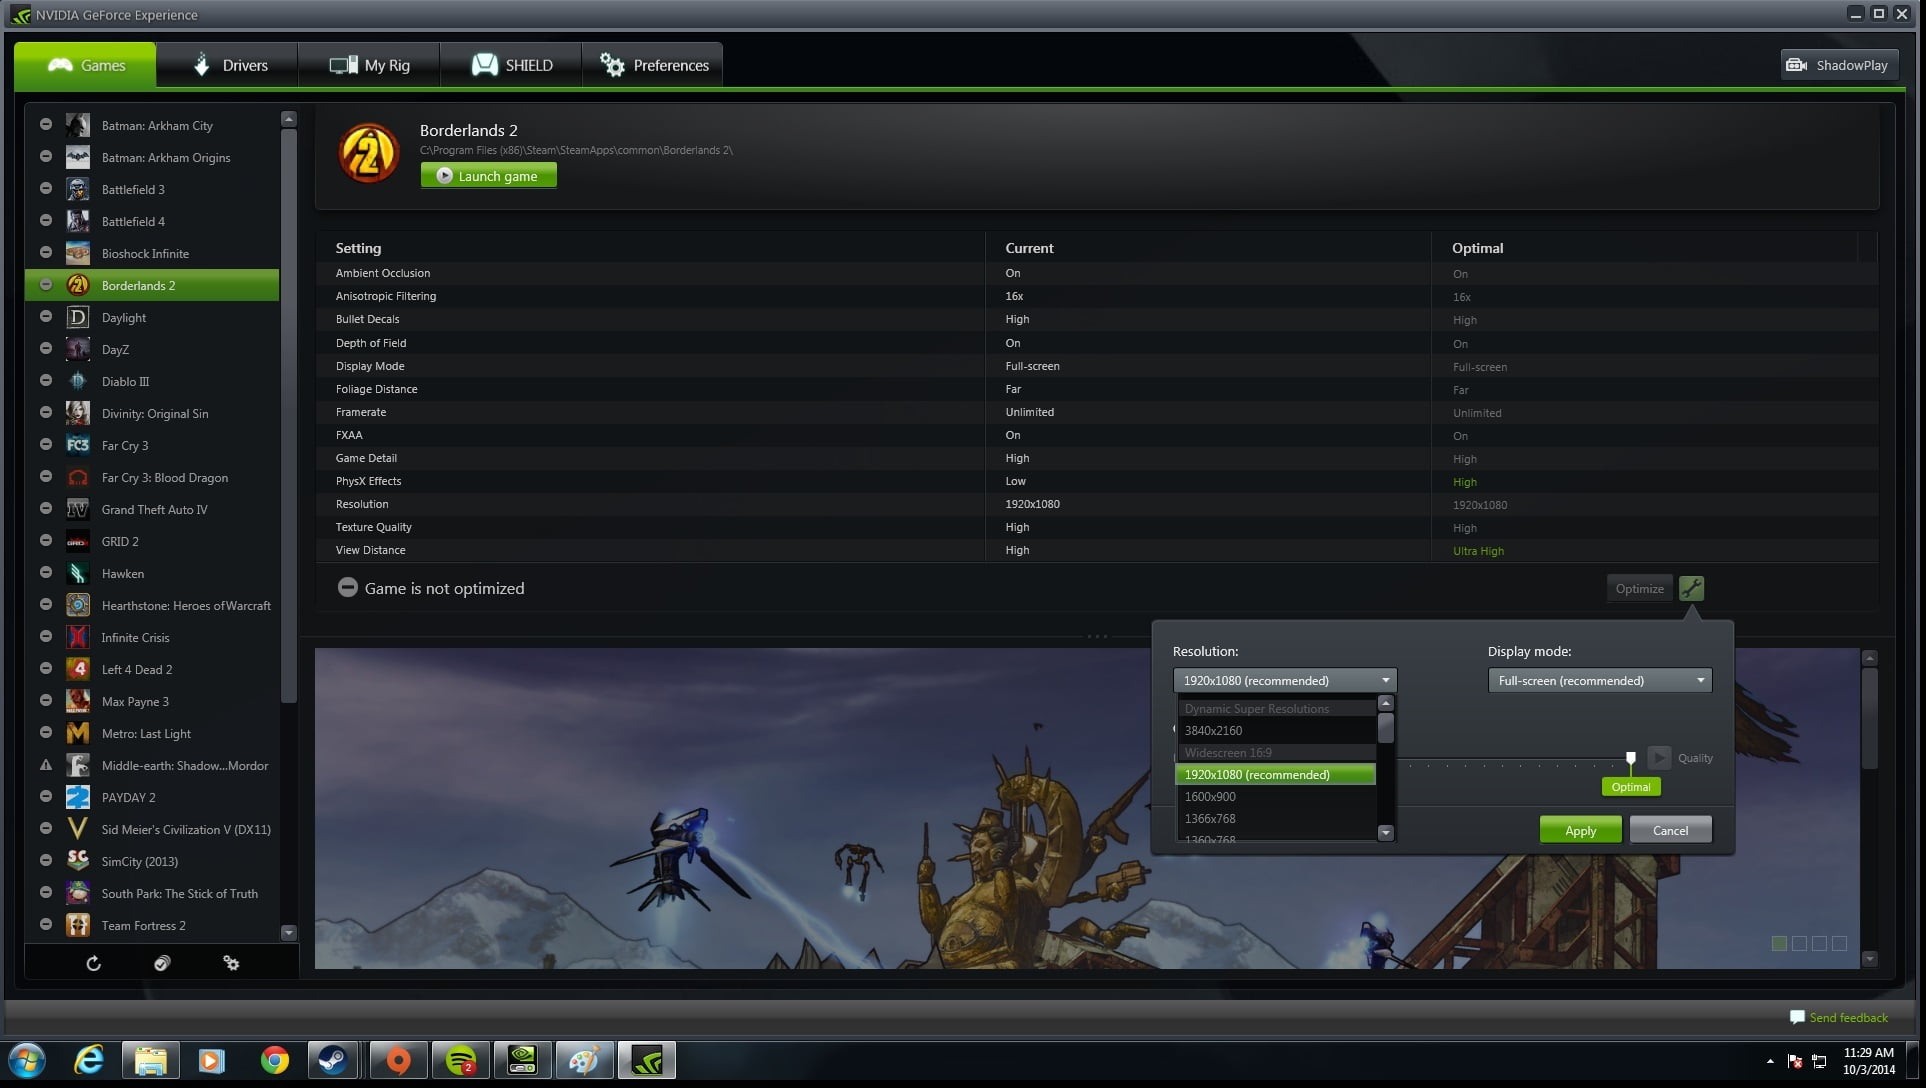 NVIDIA GeForce Experience
Games
Drivers
My Rig
SHIELD
Preferences
ShadowPlay
Batman: Arkham City
Batman: Arkham Origins
Battlefield 3
Battlefield 4
Bioshock Infinite
Borderlands 2
Daylight
DayZ
Diablo III
Divinity: Original Sin
Far Cry 3
Far Cry 3: Blood Dragon
Grand Theft Auto IV
GRID 2
Hawken
Hearthstone: Heroes of Warcraft
Infinite Crisis
Left 4 Dead 2
Max Payne 3
Metro: Last Light
Middle-earth: Shadow...Mordor
PAYDAY 2
Sid Meier's Civilization V (DX11)
SimCity (2013)
South Park: The Stick of Truth
Team Fortress 2
Borderlands 2
C:\Program Files (x86)\Steam\SteamApps\common\Borderlands 2\
Launch game
Setting Current Optimal
Ambient Occlusion On On
Anisotropic Filtering 16x 16x
Bullet Decals High High
Depth of Field On On
Display Mode Full-screen Full-screen
Foliage Distance Far Far
Framerate Unlimited Unlimited
FXAA On On
Game Detail High High
PhysX Effects Low High
Resolution 1920x1080 1920x1080
Texture Quality High High
View Distance High Ultra High
Game is not optimized
Optimize
Resolution: Display mode:
1920x1080 (recommended) Full-screen (recommended)
Dynamic Super Resolutions
3840x2160
Widescreen 16:9
1920x1080 (recommended)
1600x900
1366x768
1360x768
Quality
Optimal
Apply Cancel
Send feedback
2
11:29 AM
10/3/2014